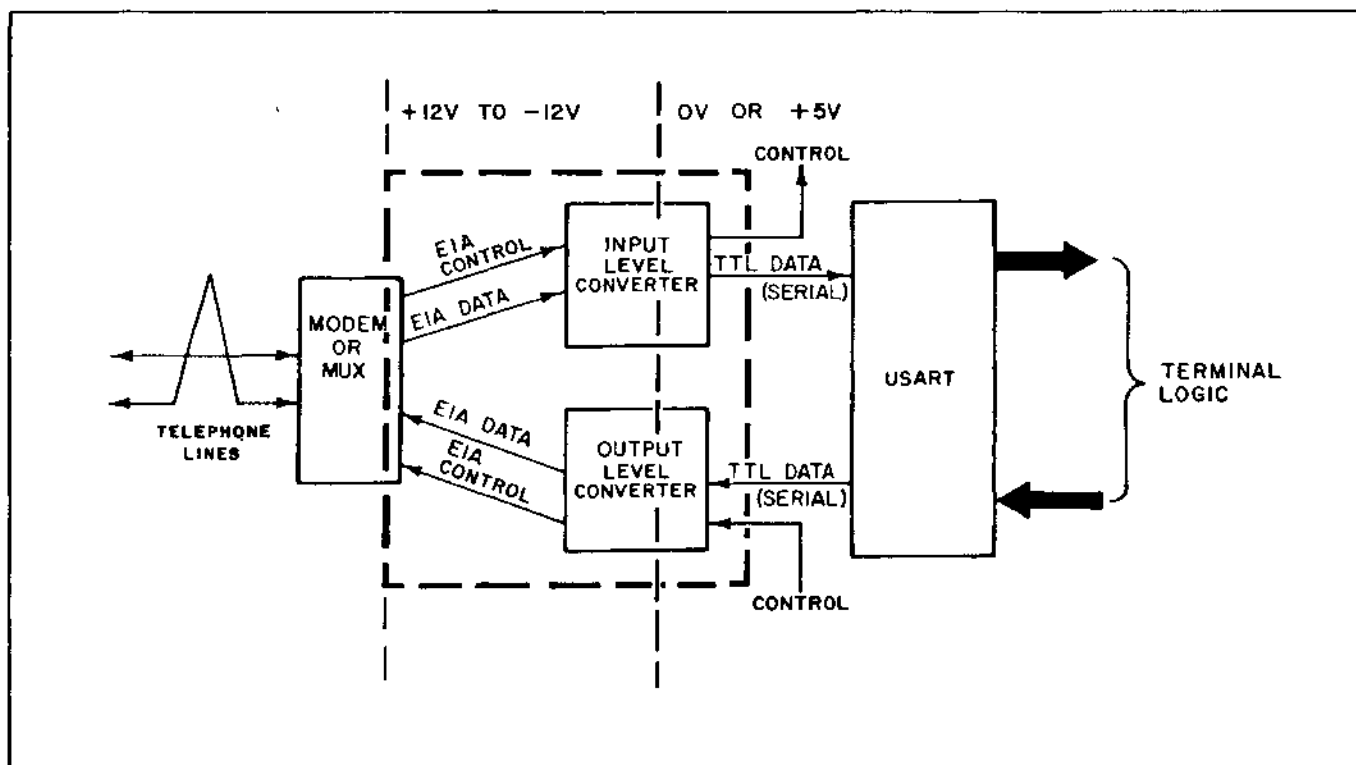 +12V TO -12V
0V OR +5V
CONTROL
EIA
CONTROL
EIA DATA
INPUT
LEVEL
CONVERTER
TTL DATA
(SERIAL)
MODEM
OR
MUX
USART
TERMINAL
LOGIC
TELEPHONE
LINES
EIA DATA
EIA
CONTROL
OUTPUT
LEVEL
CONVERTER
TTL DATA
(SERIAL)
CONTROL